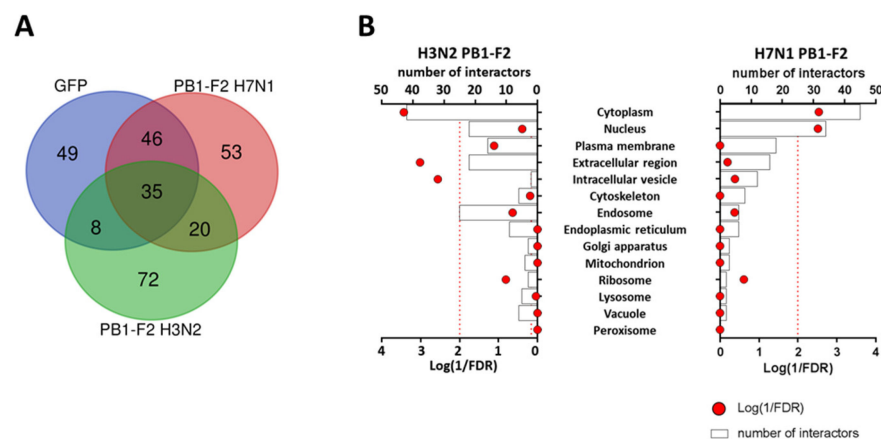 A
GFP
PB1-F2 H7N1
49
46
53
35
8
20
72
PB1-F2 H3N2
B
H3N2 PB1-F2
number of interactors
50 40 30 20 10 0
H7N1 PB1-F2
number of interactors
0 10 20 30 40 50
Cytoplasm
Nucleus
Plasma membrane
Extracellular region
Intracellular vesicle
Cytoskeleton
Endosome
Endoplasmic reticulum
Golgi apparatus
Mitochondrion
Ribosome
Lysosome
Vacuole
Peroxisome
4 3 2 1 0
Log(1/FDR)
0 1 2 3 4
Log(1/FDR)
Log(1/FDR)
number of interactors